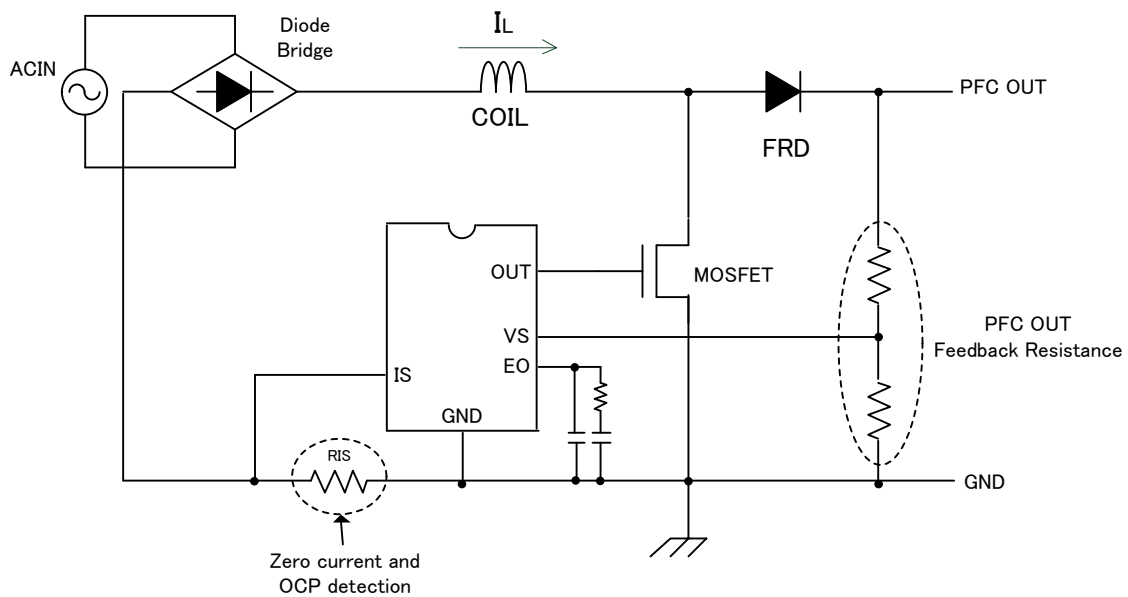 Diode
Bridge
IL
ACIN
PFC OUT
COIL
FRD
OUT
MOSFET
VS
PFC OUT
Feedback Resistance
EO
IS
GND
RIS
GND
Zero current and
OCP detection